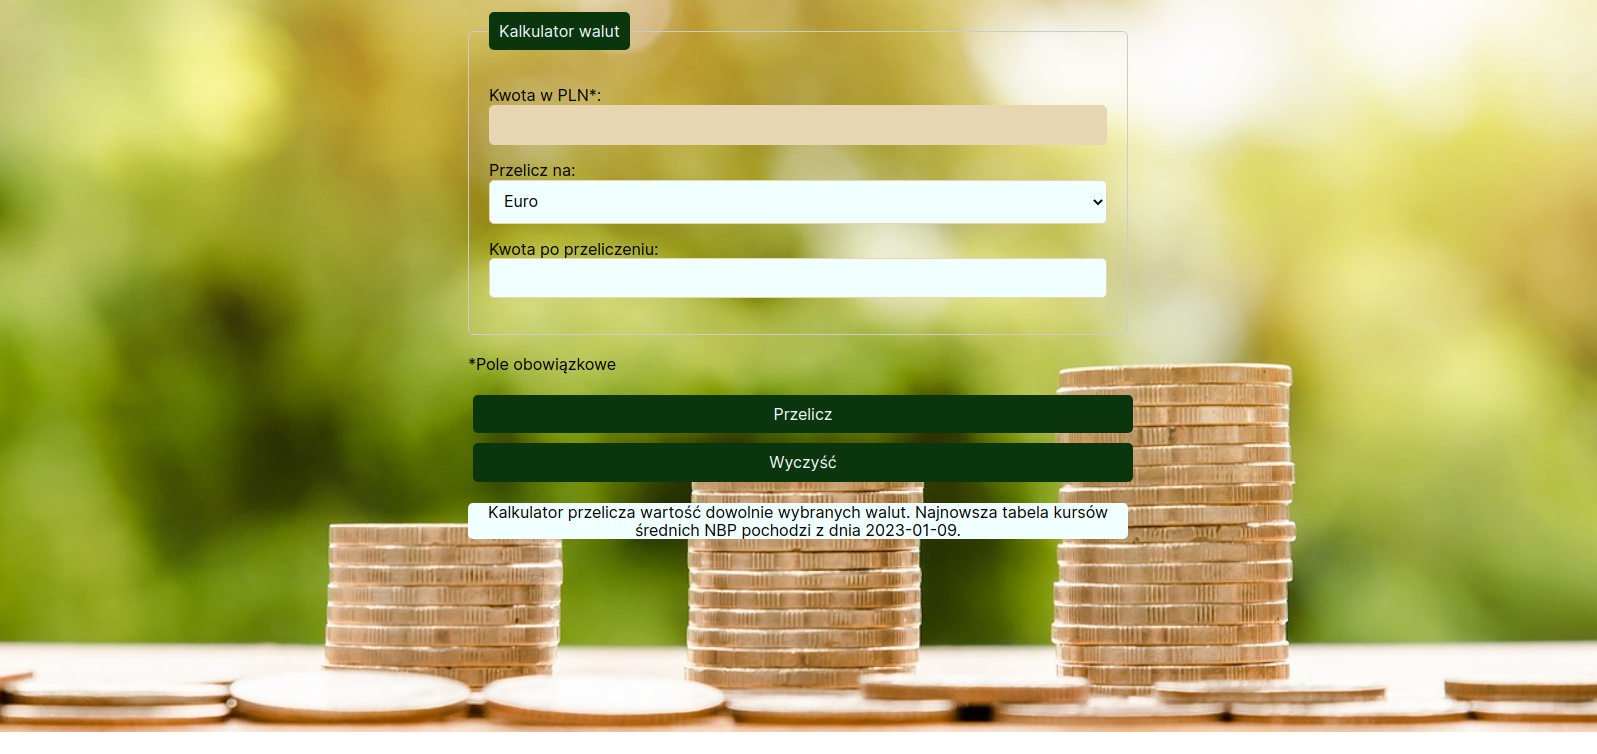 Kalkulator walut
Kwota w PLN*:
Przelicz na:
Euro
Kwota po przeliczeniu:
*Pole obowiązkowe
Przelicz
Wyczyść
Kalkulator przelicza wartość dowolnie wybranych walut. Najnowsza tabela kursów
średnich NBP pochodzi z dnia 2023-01-09.